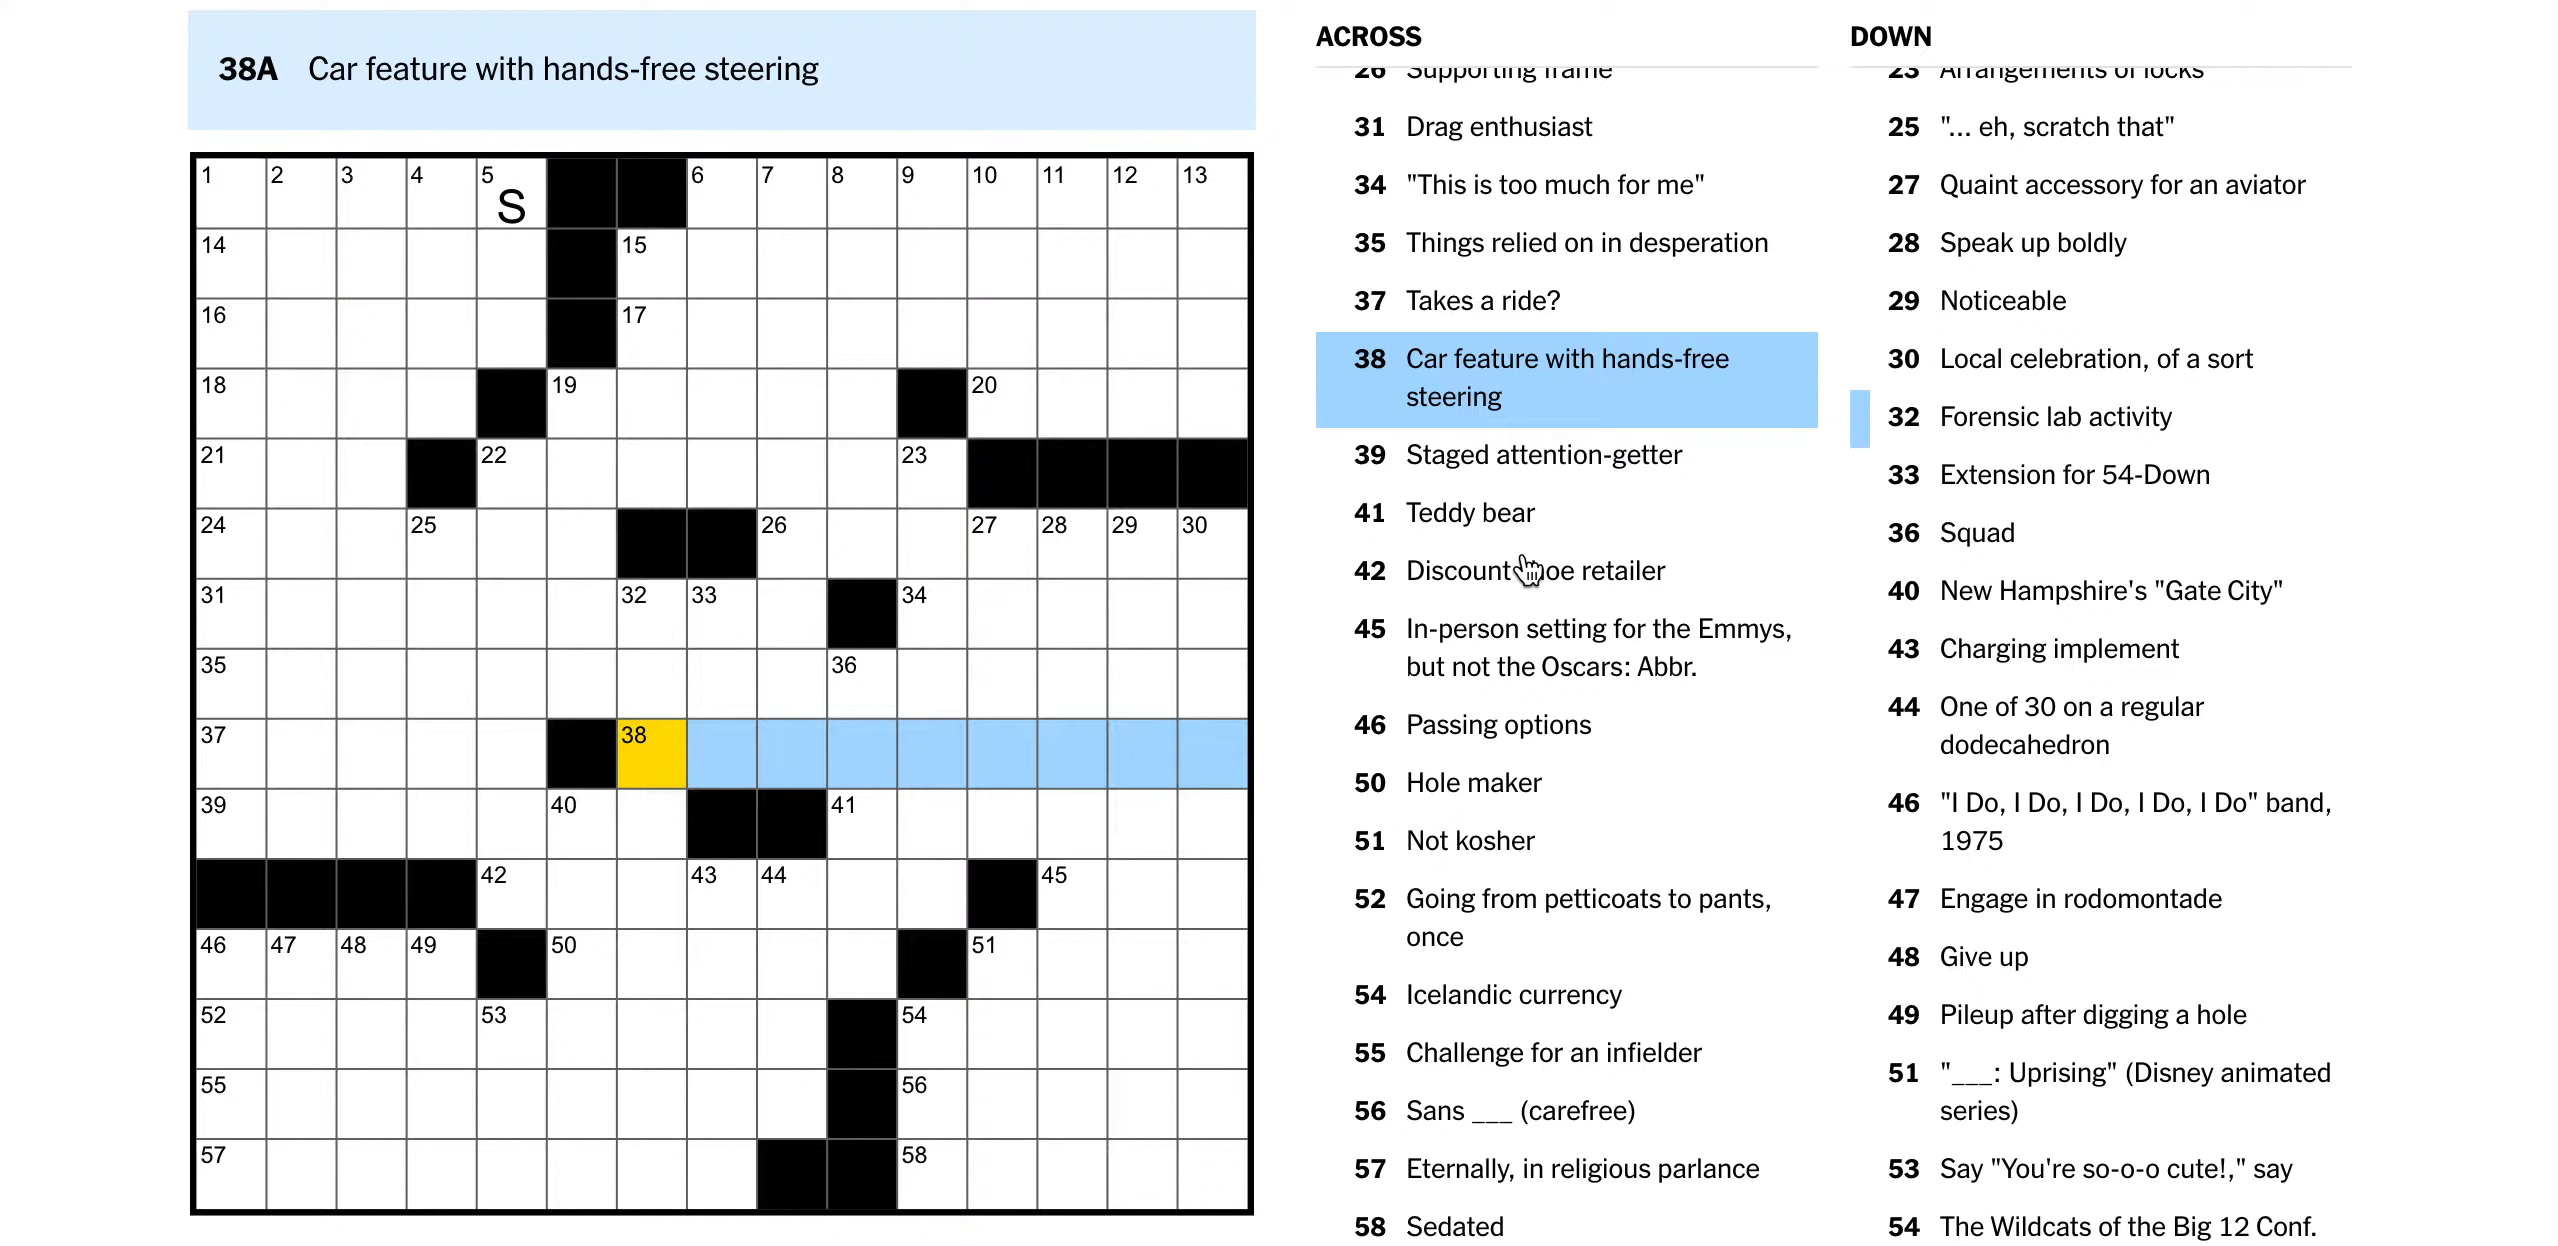 38A Car feature with hands-free steering
ACROSS
26 Supporting frame
31 Drag enthusiast
34 "This is too much for me"
35 Things relied on in desperation
37 Takes a ride?
38 Car feature with hands-free
steering
39 Staged attention-getter
41 Teddy bear
42 Discount shoe retailer
45 In-person setting for the Emmys,
but not the Oscars: Abbr.
46 Passing options
50 Hole maker
51 Not kosher
52 Going from petticoats to pants,
once
54 Icelandic currency
55 Challenge for an infielder
56 Sans ___ (carefree)
57 Eternally, in religious parlance
58 Sedated
DOWN
23 Arrangements of locks
25 "... eh, scratch that"
27 Quaint accessory for an aviator
28 Speak up boldly
29 Noticeable
30 Local celebration, of a sort
32 Forensic lab activity
33 Extension for 54-Down
36 Squad
40 New Hampshire's "Gate City"
43 Charging implement
44 One of 30 on a regular
dodecahedron
46 "I Do, I Do, I Do, I Do, I Do" band,
1975
47 Engage in rodomontade
48 Give up
49 Pileup after digging a hole
51 "___: Uprising" (Disney animated
series)
53 Say "You're so-o-o cute!," say
54 The Wildcats of the Big 12 Conf.
1 2 3 4 5 6 7 8 9 10 11 12 13
S
14 15
16 17
18 19 20
21 22 23
24 25 26 27 28 29 30
31 32 33 34
35 36
37 38
39 40 41
42 43 44 45
46 47 48 49 50 51
52 53 54
55 56
57 58